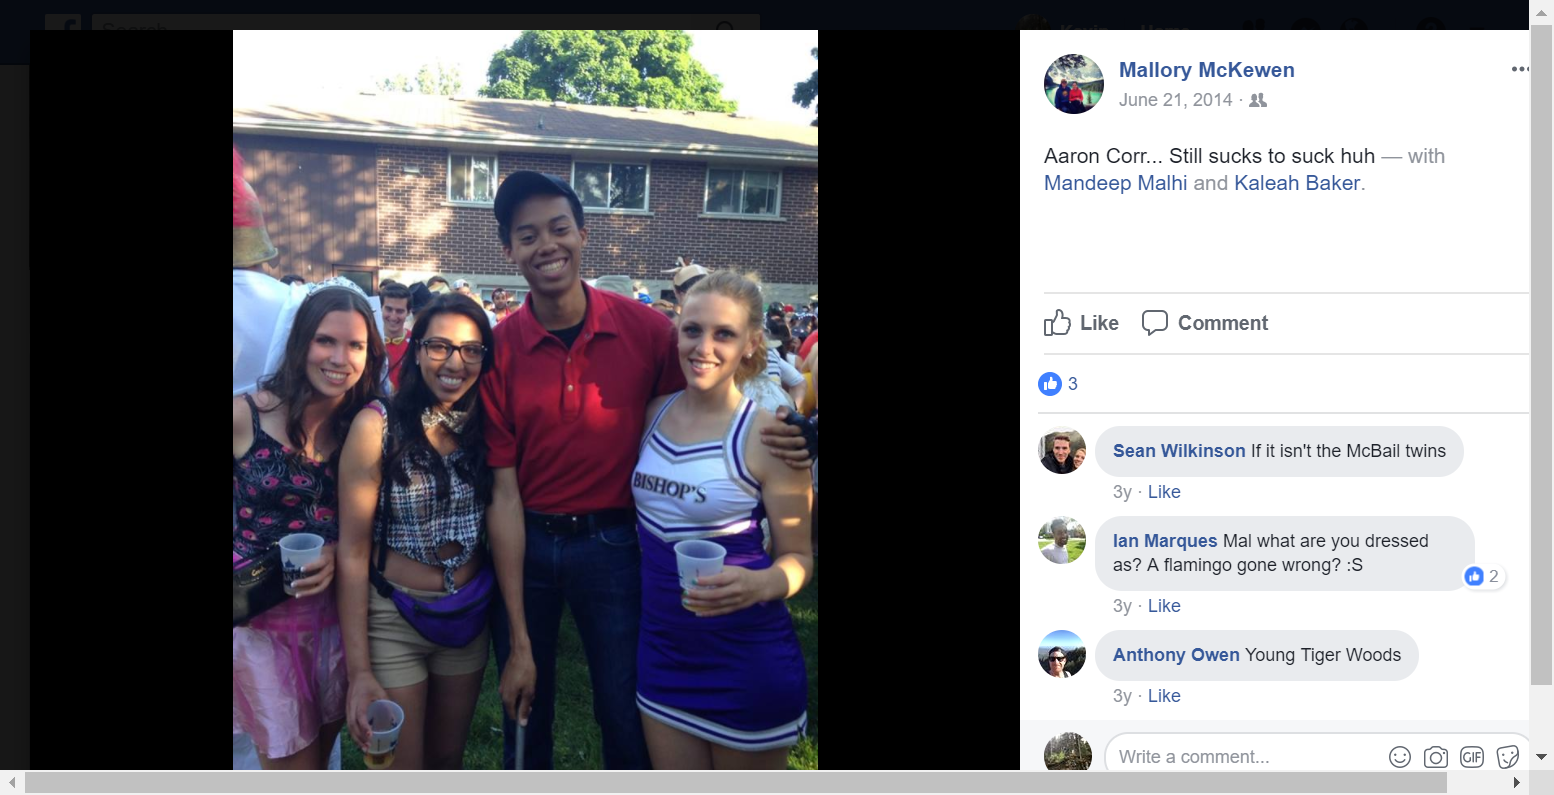 Search
Mallory McKewen
June 21, 2014 ·
Aaron Corr... Still sucks to suck huh — with
Mandeep Malhi and Kaleah Baker.
Like Comment
3
Sean Wilkinson If it isn't the McBail twins
3y · Like
Ian Marques Mal what are you dressed
as? A flamingo gone wrong? :S
2
3y · Like
Anthony Owen Young Tiger Woods
3y · Like
Write a comment...
GIF
BISHOP'S